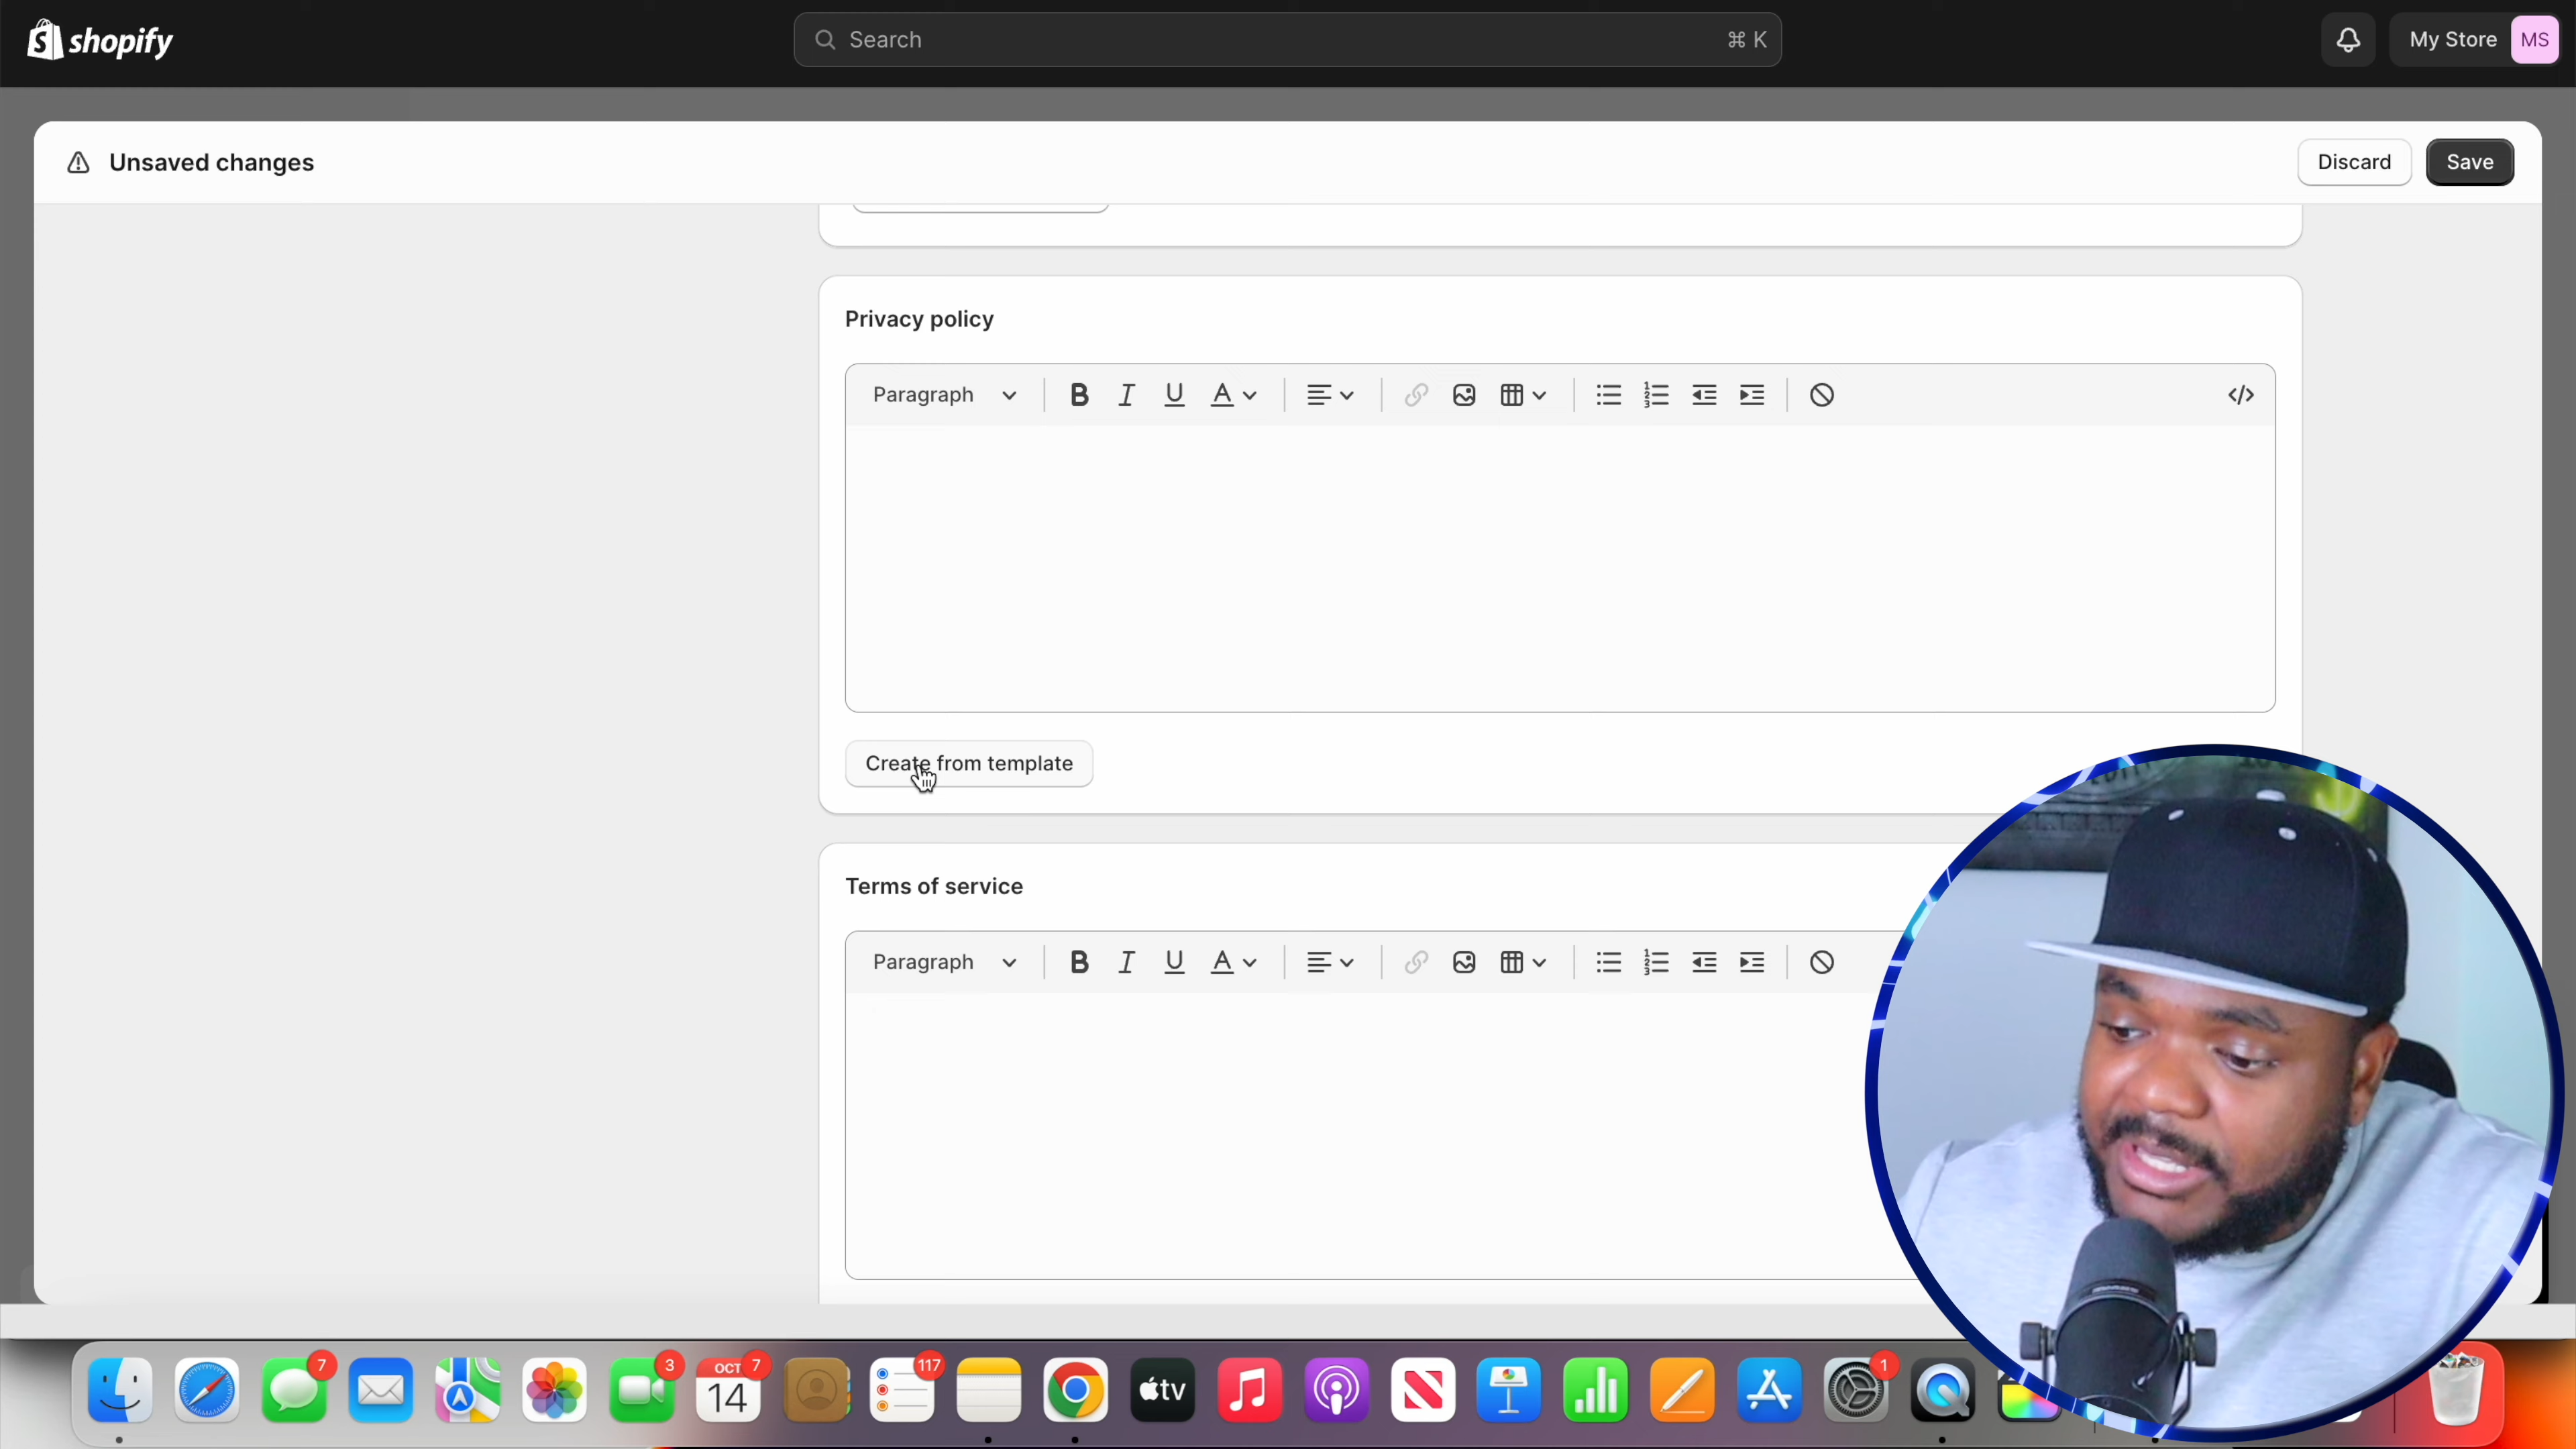 shopify
Search
⌘ K
My Store
MS
Unsaved changes
Discard
Save
Privacy policy
Paragraph
Create from template
Terms of service
Paragraph
7
3
OCT
14
7
117
tv
1